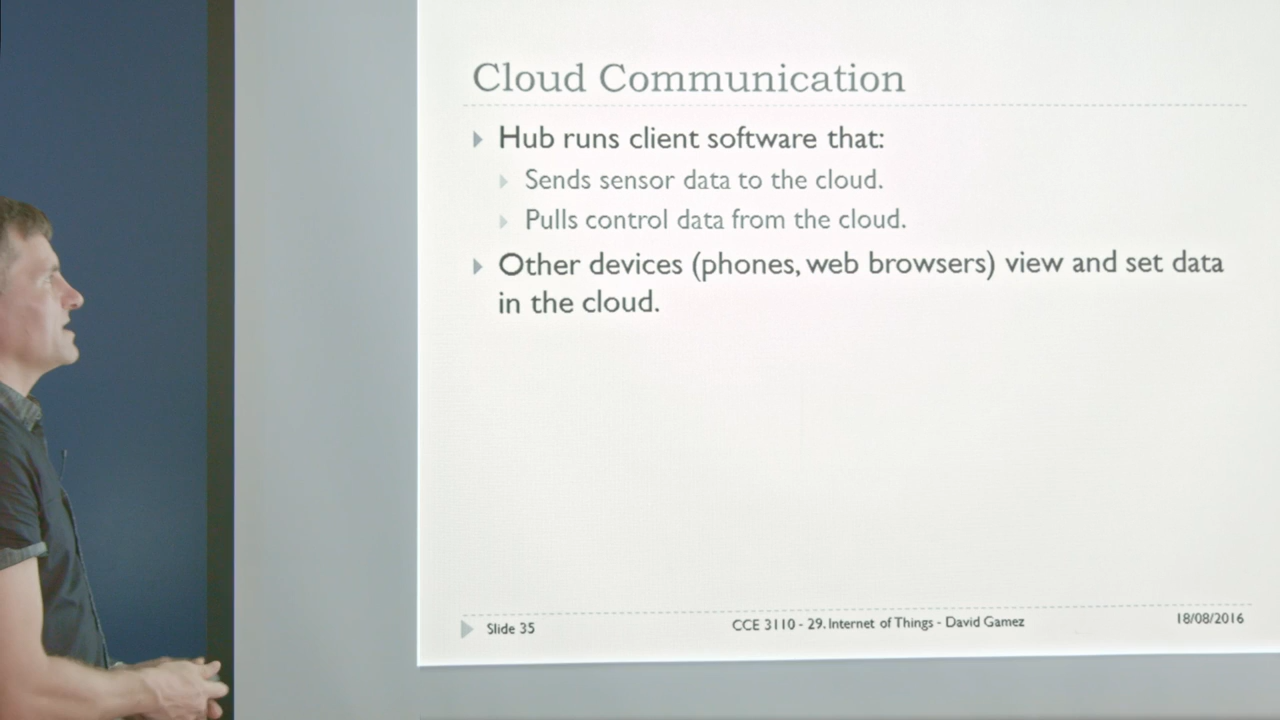 Cloud Communication
Hub runs client software that:
Sends sensor data to the cloud.
Pulls control data from the cloud.
Other devices (phones, web browsers) view and set data
in the cloud.
Slide 35
CCE 3110 - 29. Internet of Things - David Gamez
18/08/2016